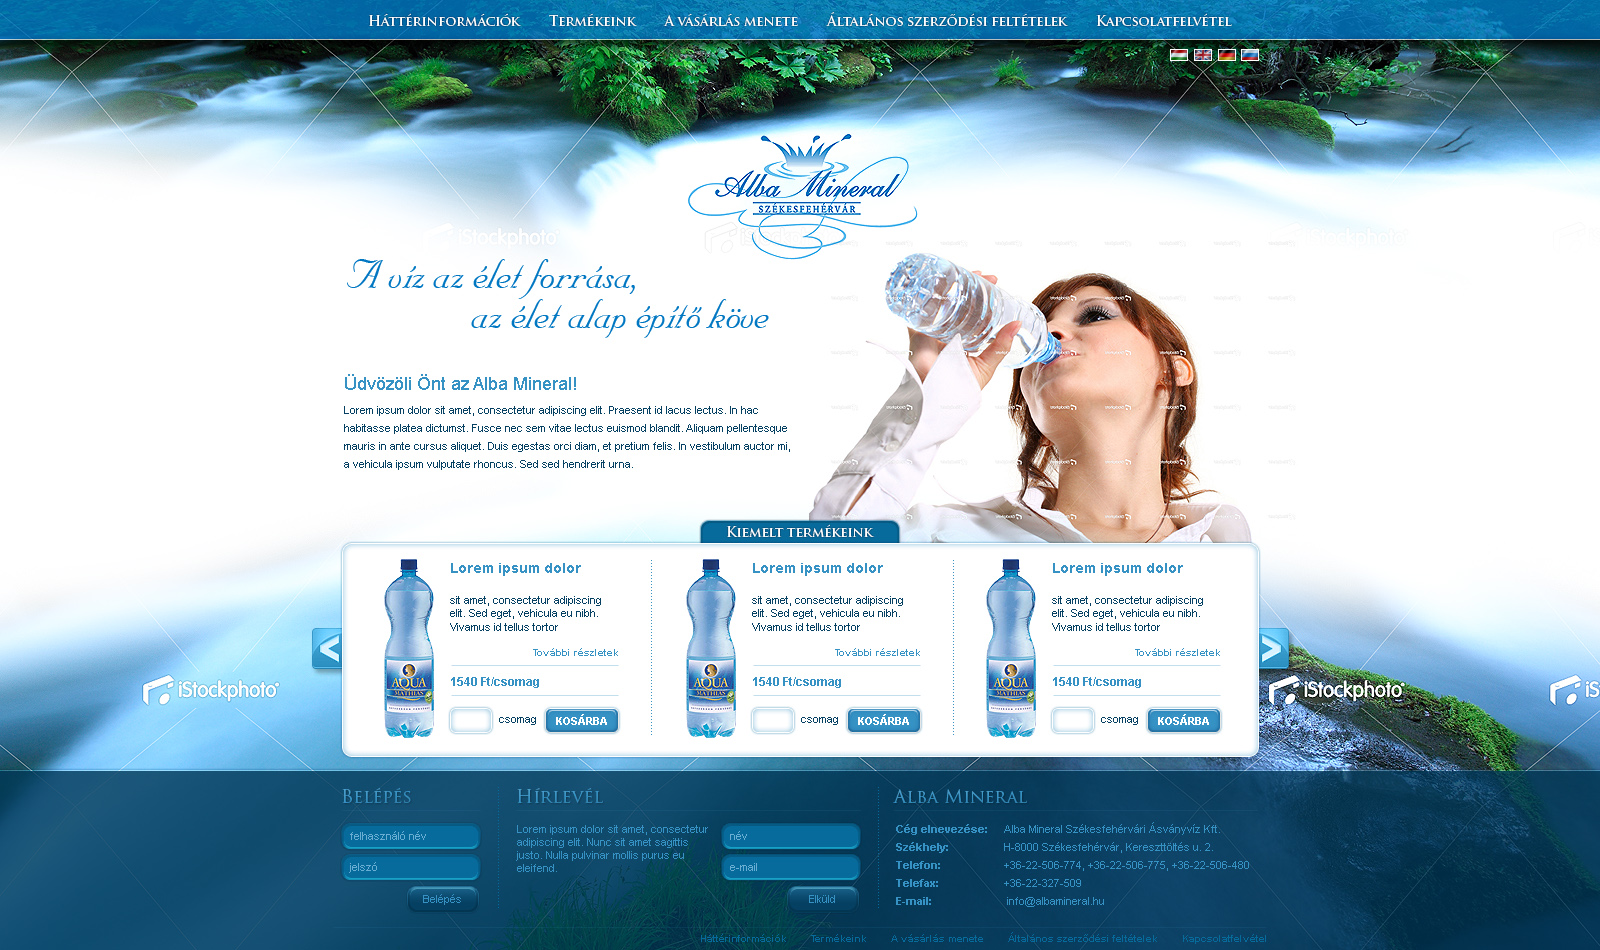 Háttérinformációk Termékeink A vásárlás menete Általános szerződési feltételek Kapcsolatfelvétel
Alba Mineral
SZÉKESFEHÉRVÁR
iStockphoto
A víz az élet forrása,
az élet alap építő köve
Üdvözöli Önt az Alba Mineral!
Lorem ipsum dolor sit amet, consectetur adipiscing elit. Praesent id lacus lectus. In hac
habitasse platea dictumst. Fusce nec sem vitae lectus euismod blandit. Aliquam pellentesque
mauris in ante cursus aliquet. Duis egestas orci diam, et pretium felis. In vestibulum auctor mi,
a vehicula ipsum vulputate rhoncus. Sed sed hendrerit urna.
Kiemelt termékeink
Lorem ipsum dolor
sit amet, consectetur adipiscing
elit. Sed eget, vehicula eu nibh.
Vivamus id tellus tortor
További részletek
1540 Ft/csomag
csomag KOSÁRBA
AQUA
MATHIAS
Lorem ipsum dolor
sit amet, consectetur adipiscing
elit. Sed eget, vehicula eu nibh.
Vivamus id tellus tortor
További részletek
1540 Ft/csomag
csomag KOSÁRBA
AQUA
MATHIAS
Lorem ipsum dolor
sit amet, consectetur adipiscing
elit. Sed eget, vehicula eu nibh.
Vivamus id tellus tortor
További részletek
1540 Ft/csomag
csomag KOSÁRBA
AQUA
MATHIAS
< >
iStockphoto
iStockphoto
Belépés
felhasználó név
jelszó
Belépés
Hírlevél
Lorem ipsum dolor sit amet, consectetur
adipiscing elit. Nunc sit amet sagittis
justo. Nulla pulvinar mollis purus eu
eleifend.
név
e-mail
Elküld
Alba Mineral
Cég elnevezése: Alba Mineral Székesfehérvári Ásványvíz Kft.
Székhely: H-8000 Székesfehérvár, Kereszttöltés u. 2.
Telefon: +36-22-506-774, +36-22-506-775, +36-22-506-480
Telefax: +36-22-327-509
E-mail: info@albamineral.hu
Háttérinformációk Termékeink A vásárlás menete Általános szerződési feltételek Kapcsolatfelvétel